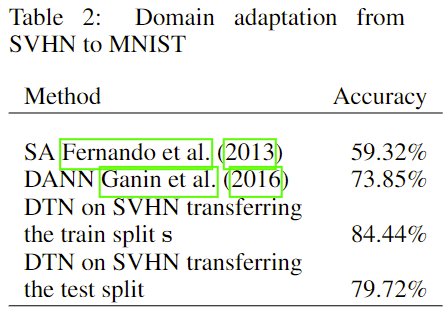 Table 2: Domain adaptation from
SVHN to MNIST
Method Accuracy
SA Fernando et al. (2013) 59.32%
DANN Ganin et al. (2016) 73.85%
DTN on SVHN transferring
the train split s 84.44%
DTN on SVHN transferring
the test split 79.72%